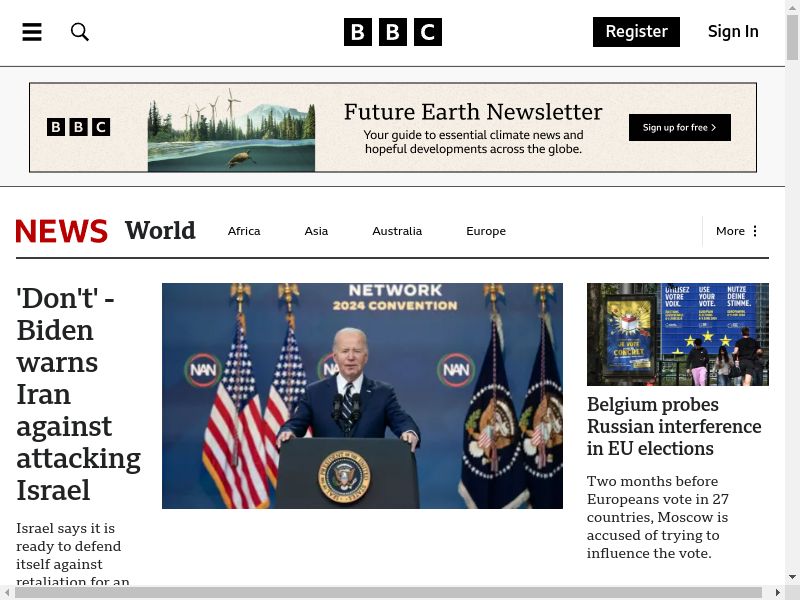 BBC
Register
Sign In
BBC
Future Earth Newsletter
Your guide to essential climate news and
hopeful developments across the globe.
Sign up for free
NEWS
World
Africa
Asia
Australia
Europe
More
'Don't' -
Biden
warns
Iran
against
attacking
Israel
Israel says it is
ready to defend
itself against
retaliation for an
NETWORK
2024 CONVENTION
NAN
NAN
UTILISEZ
VOTRE
VOIX.
USE
YOUR
VOTE.
NUTZE
DEINE
STIMME.
Belgium probes
Russian interference
in EU elections
Two months before
Europeans vote in 27
countries, Moscow is
accused of trying to
influence the vote.